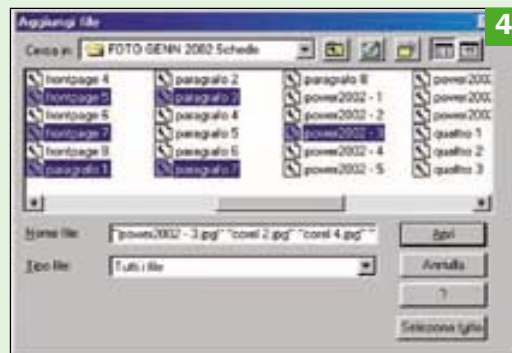 Aggiungi file
4
Cerca in: FOTO GENN 2002 Schede
frontpage 4 paragrafo 2 paragrafo 8 power2002
frontpage 5 paragrafo 3 power2002 - 1 power2002
frontpage 6 paragrafo 4 power2002 - 2 power2002
frontpage 7 paragrafo 5 power2002 - 3 quattro 1
frontpage 8 paragrafo 6 power2002 - 4 quattro 2
paragrafo 1 paragrafo 7 power2002 - 5 quattro 3
Nome file: "power2002 - 3.jpg" "corel 2.jpg" "corel 4.jpg" " Apri
Tipo file: Tutti i file Annulla
?
Seleziona tutto